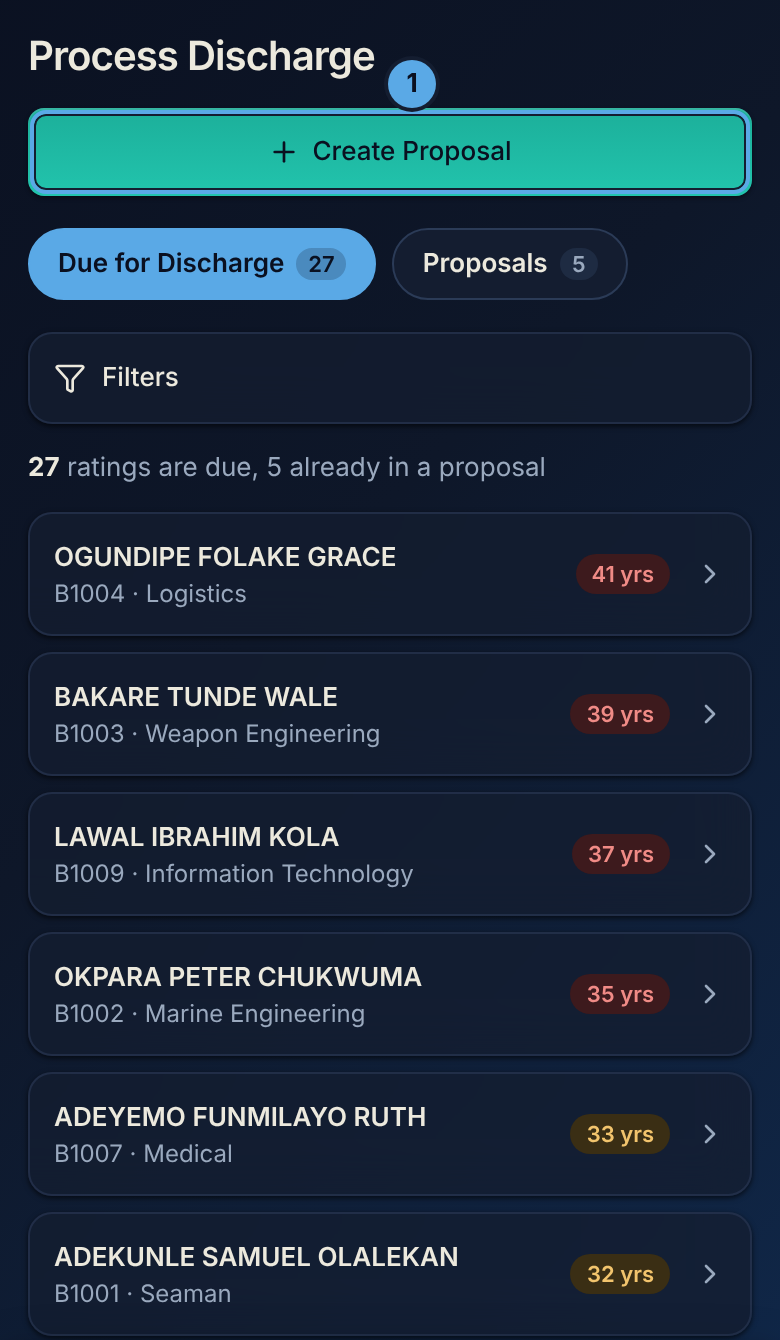 Process Discharge
1
+ Create Proposal
Due for Discharge 27
Proposals 5
Filters
27 ratings are due, 5 already in a proposal
OGUNDIPE FOLAKE GRACE
B1004 · Logistics
41 yrs
BAKARE TUNDE WALE
B1003 · Weapon Engineering
39 yrs
LAWAL IBRAHIM KOLA
B1009 · Information Technology
37 yrs
OKPARA PETER CHUKWUMA
B1002 · Marine Engineering
35 yrs
ADEYEMO FUNMILAYO RUTH
B1007 · Medical
33 yrs
ADEKUNLE SAMUEL OLALEKAN
B1001 · Seaman
32 yrs